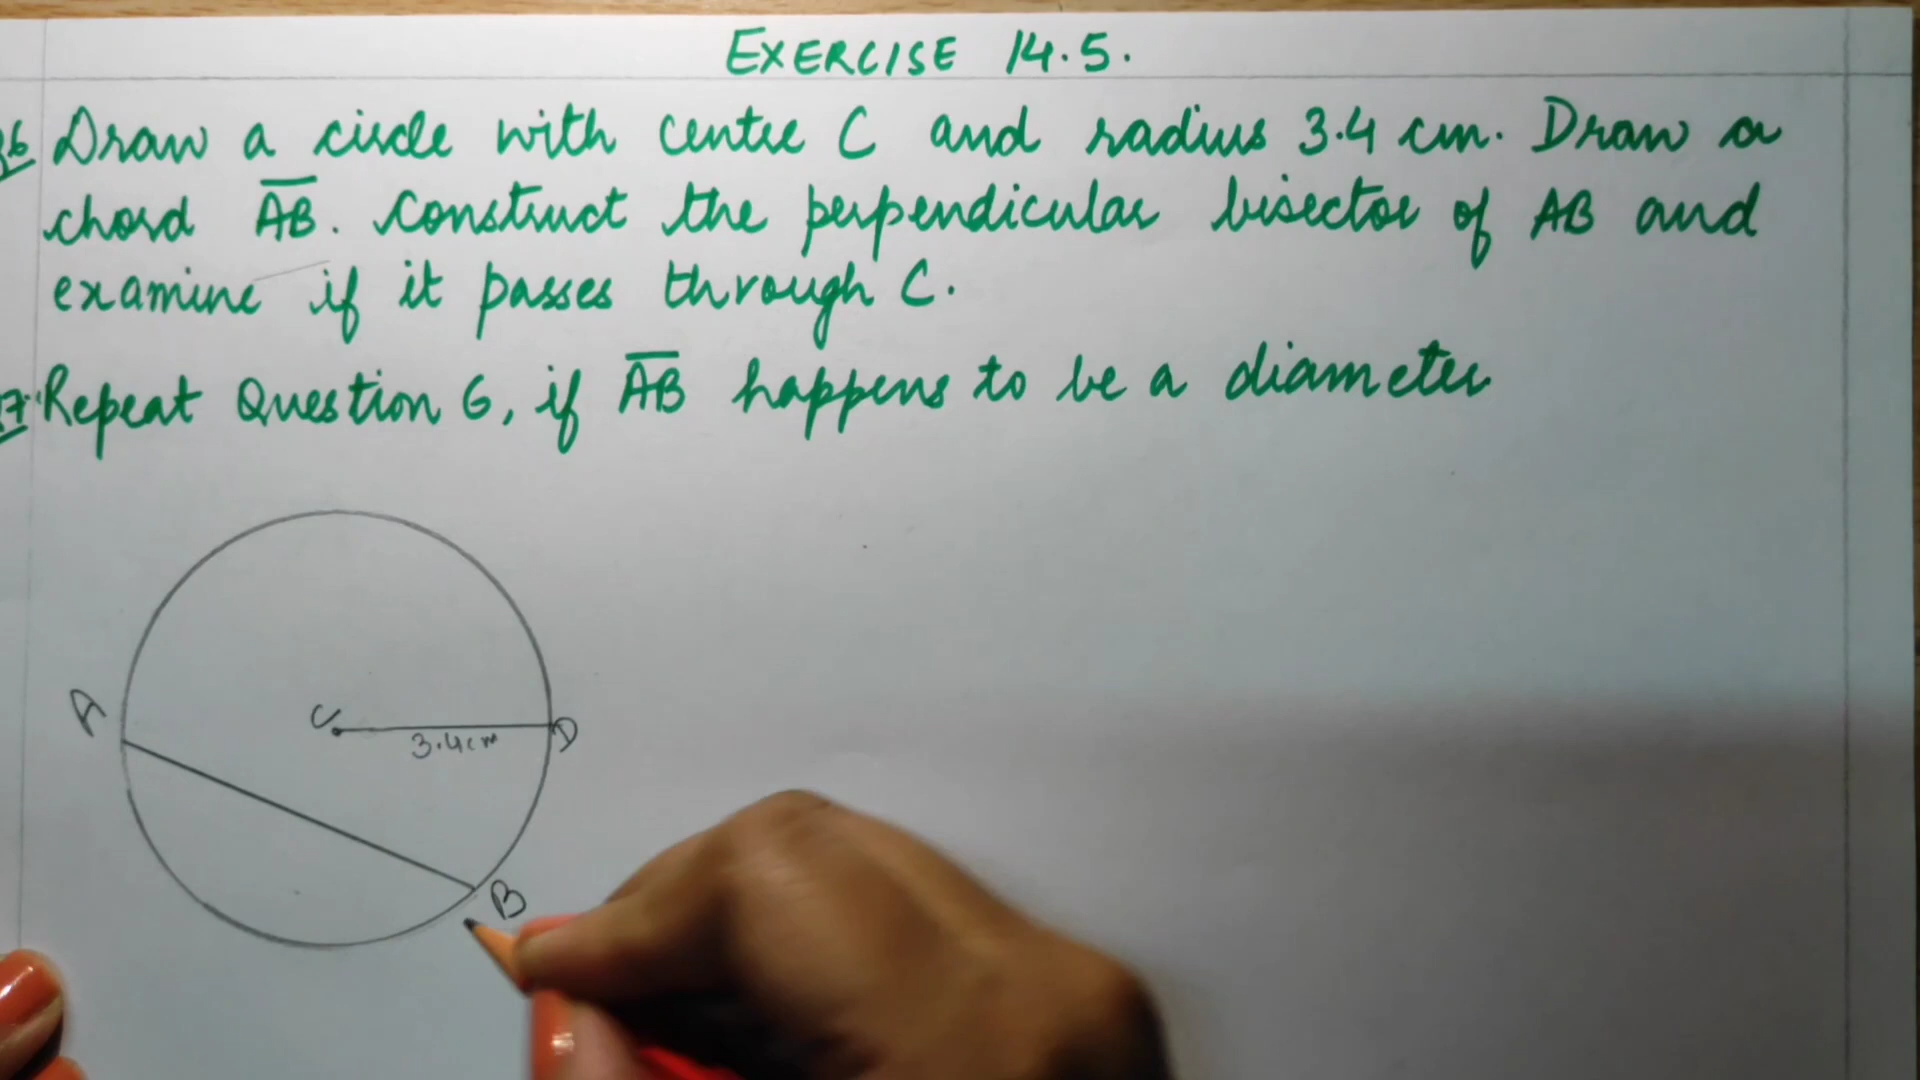 EXERCISE 14.5.
Q6 Draw a circle with centre C and radius 3.4 cm. Draw a
chord AB. Construct the perpendicular bisector of AB and
examine if it passes through C.
7. Repeat Question 6, if AB happens to be a diameter
A
C
3.4cm
D
B